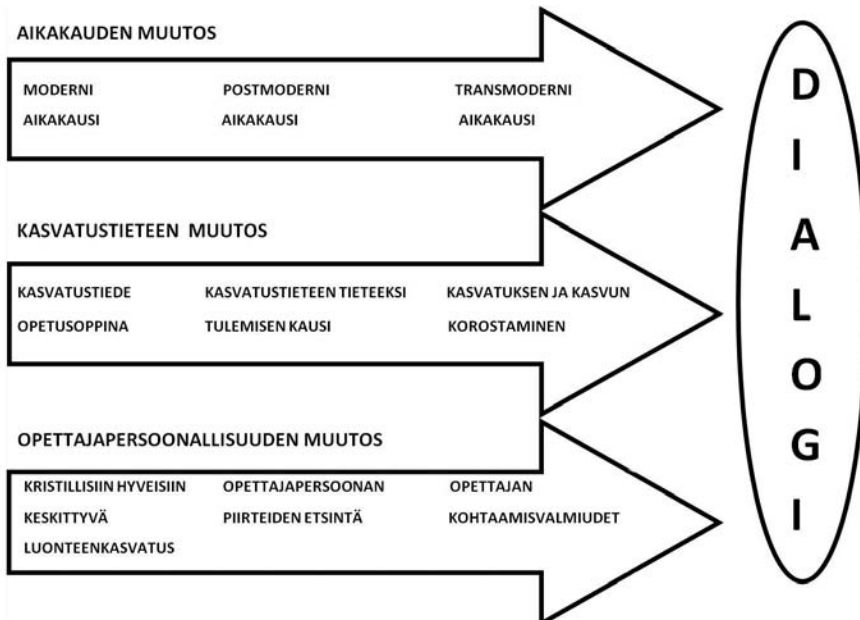 AIKAKAUDEN MUUTOS
MODERNI POSTMODERNI TRANSMODERNI
AIKAKAUSI AIKAKAUSI AIKAKAUSI
KASVATUSTIETEEN MUUTOS
KASVATUSTIEDE KASVATUSTIETEEN TIETEEKSI KASVATUKSEN JA KASVUN
OPETUSOPPINA TULEMISEN KAUSI KOROSTAMINEN
OPETTAJAPERSOONALLISUUDEN MUUTOS
KRISTILLISIIN HYVEISIIN OPETTAJAPERSOONAN OPETTAJAN
KESKITTYVÄ PIIRTEIDEN ETSINTÄ KOHTAAMISVALMIUDET
LUONTEENKASVATUS
DIALOGI